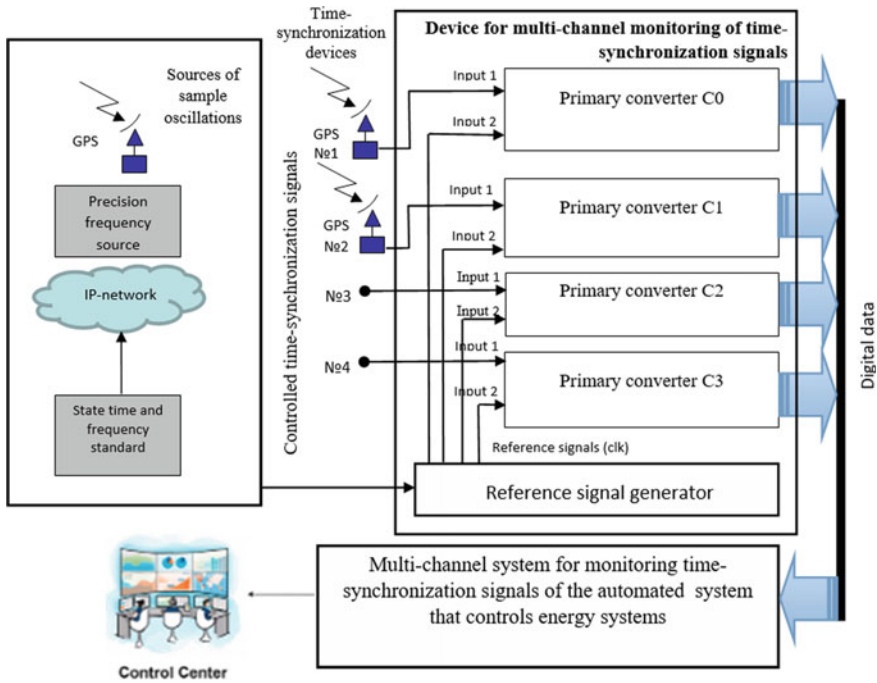 Sources of
sample
oscillations
GPS
Precision
frequency
source
IP-network
State time and
frequency
standard
Time-
synchronization
devices
Controlled time-synchronization signals
GPS
№1
GPS
№2
№3
№4
Device for multi-channel monitoring of time-
synchronization signals
Input 1
Input 2
Primary converter C0
Input 1
Input 2
Primary converter C1
Input 1
Input 2
Primary converter C2
Input 1
Input 2
Primary converter C3
Reference signals (clk)
Reference signal generator
Digital data
Multi-channel system for monitoring time-
synchronization signals of the automated system
that controls energy systems
Control Center